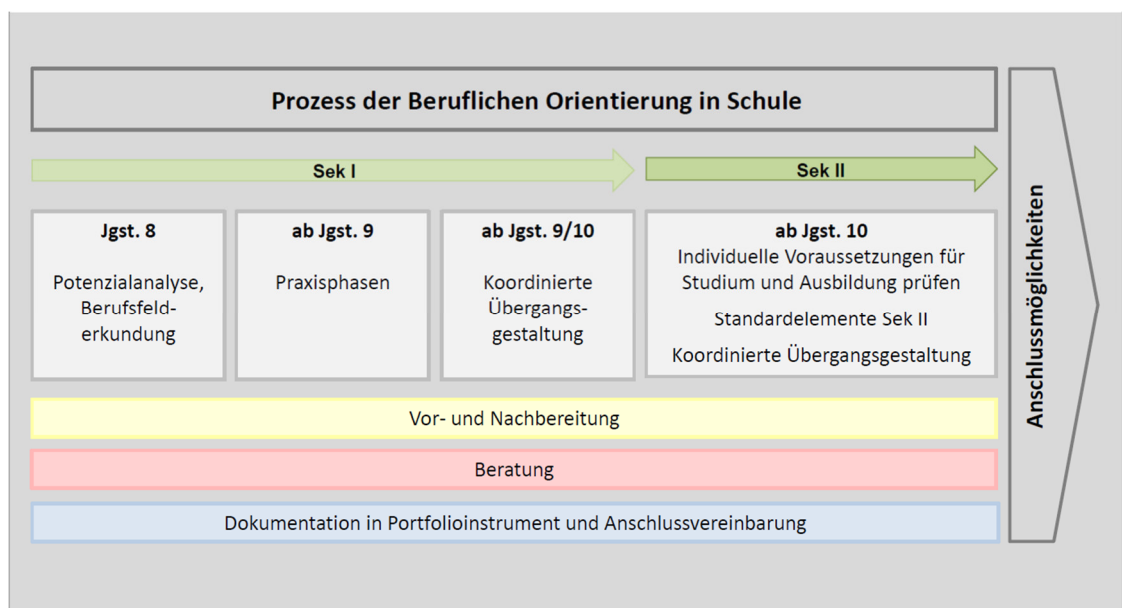 Prozess der Beruflichen Orientierung in Schule
Sek I
Sek II
Jgst. 8
Potenzialanalyse,
Berufsfeld-
erkundung
ab Jgst. 9
Praxisphasen
ab Jgst. 9/10
Koordinierte
Übergangs-
gestaltung
ab Jgst. 10
Individuelle Voraussetzungen für
Studium und Ausbildung prüfen
Standardelemente Sek II
Koordinierte Übergangsgestaltung
Vor- und Nachbereitung
Beratung
Dokumentation in Portfolioinstrument und Anschlussvereinbarung
Anschlussmöglichkeiten